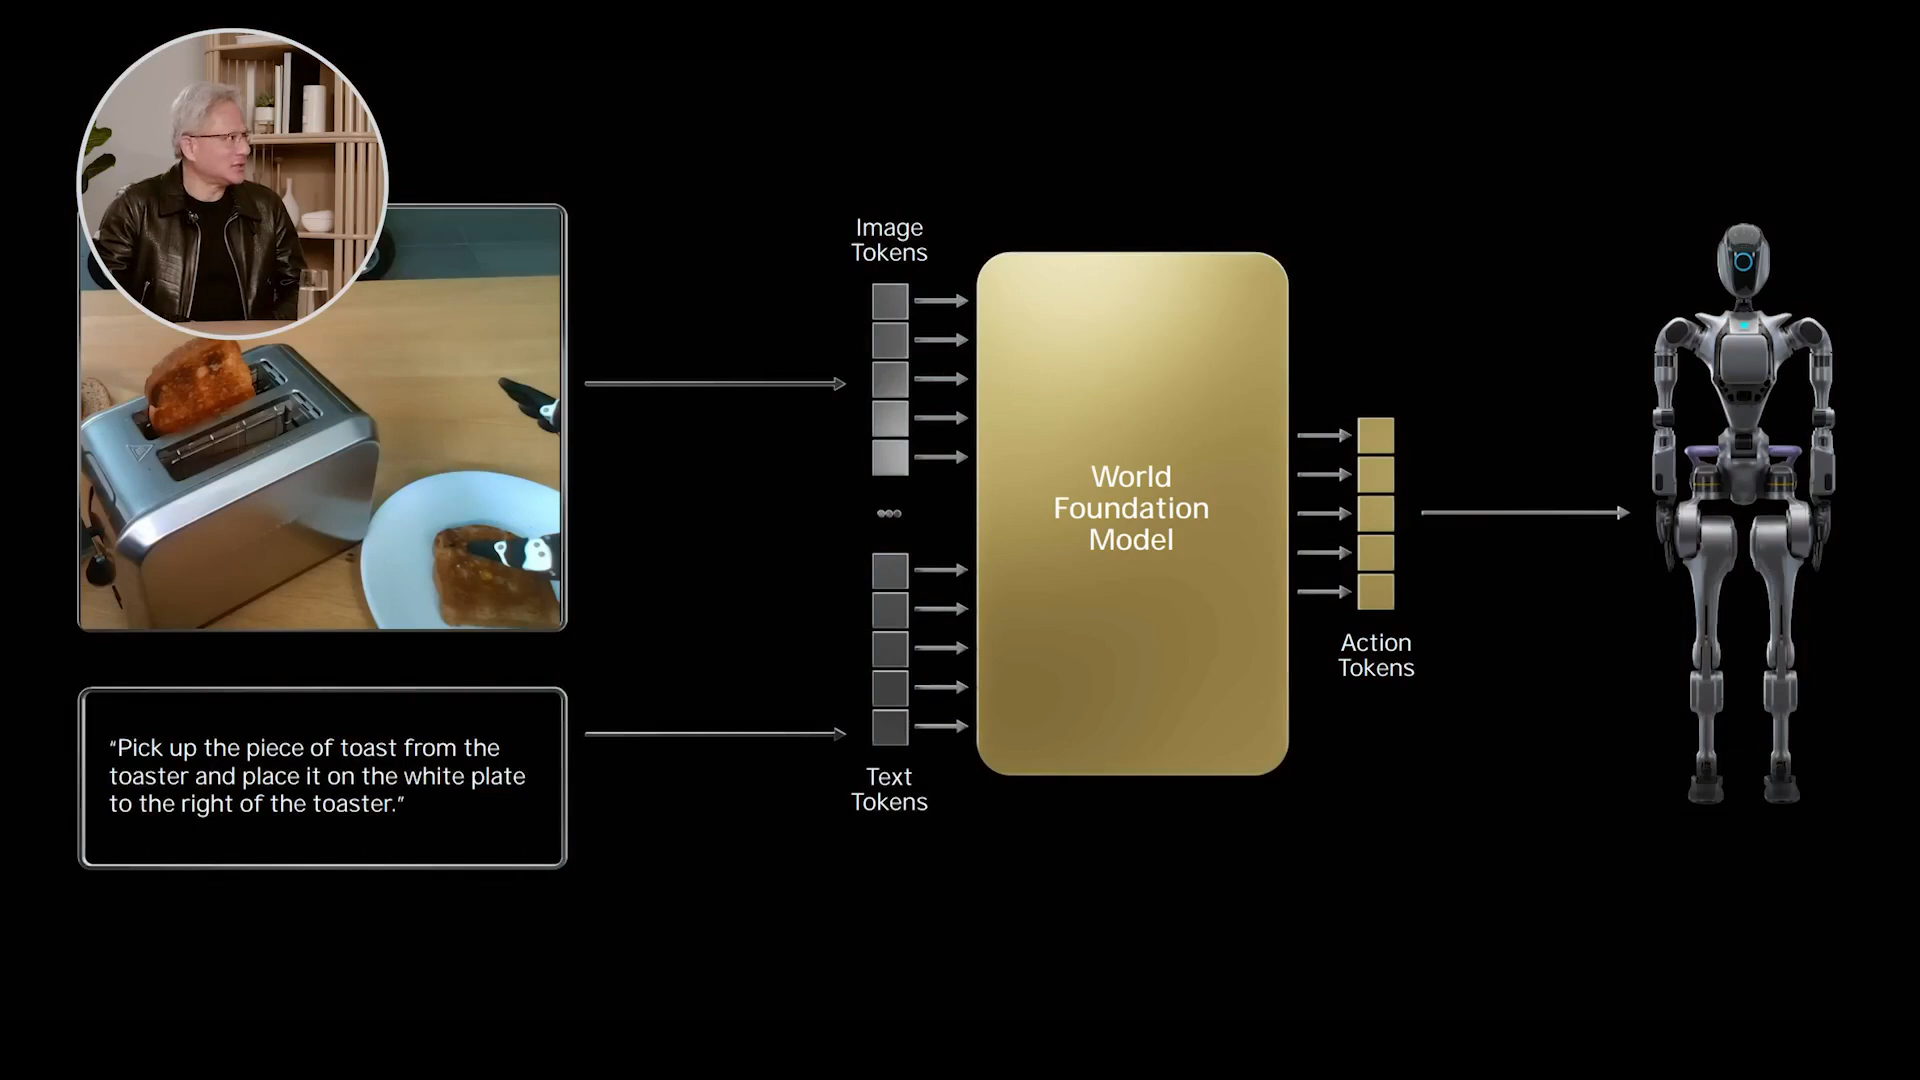 Image
Tokens
World
Foundation
Model
Action
Tokens
“Pick up the piece of toast from the
toaster and place it on the white plate
to the right of the toaster.”
Text
Tokens